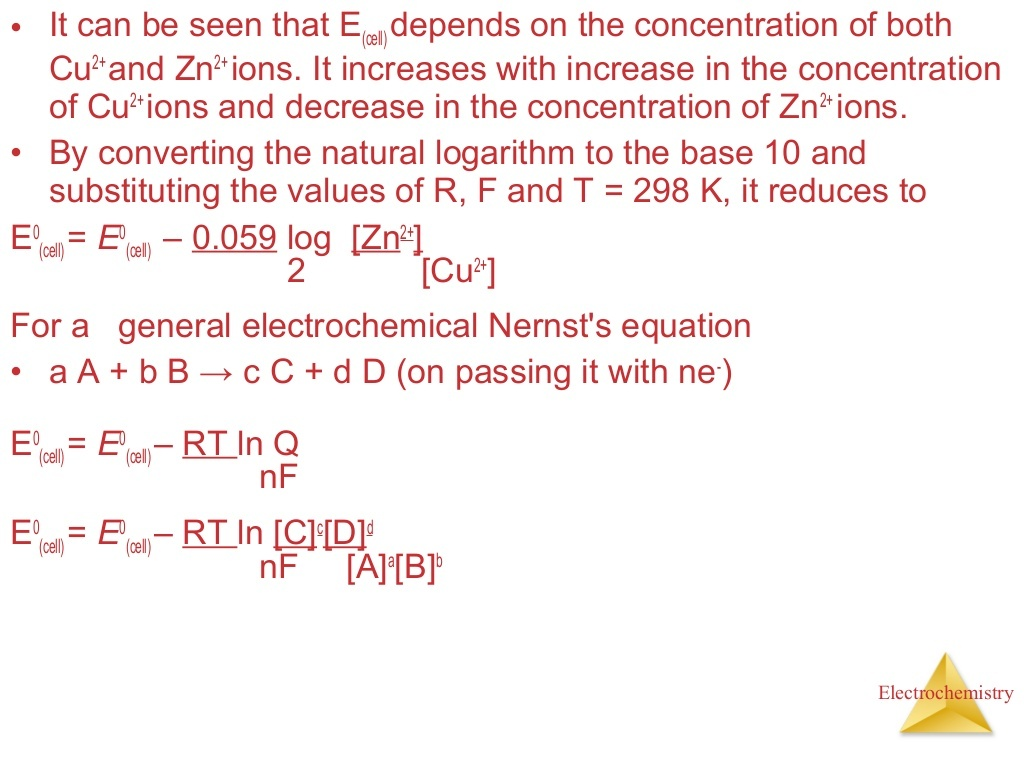 • It can be seen that E(cell) depends on the concentration of both
Cu²⁺ and Zn²⁺ ions. It increases with increase in the concentration
of Cu²⁺ ions and decrease in the concentration of Zn²⁺ ions.
• By converting the natural logarithm to the base 10 and
substituting the values of R, F and T = 298 K, it reduces to
E⁰(cell) = E⁰(cell) – 0.059 log [Zn²⁺]
2 [Cu²⁺]
For a general electrochemical Nernst's equation
• a A + b B → c C + d D (on passing it with ne⁻)
E⁰(cell) = E⁰(cell) – RT ln Q
nF
E⁰(cell) = E⁰(cell) – RT ln [C]ᶜ[D]ᵈ
nF [A]ᵃ[B]ᵇ
Electrochemistry